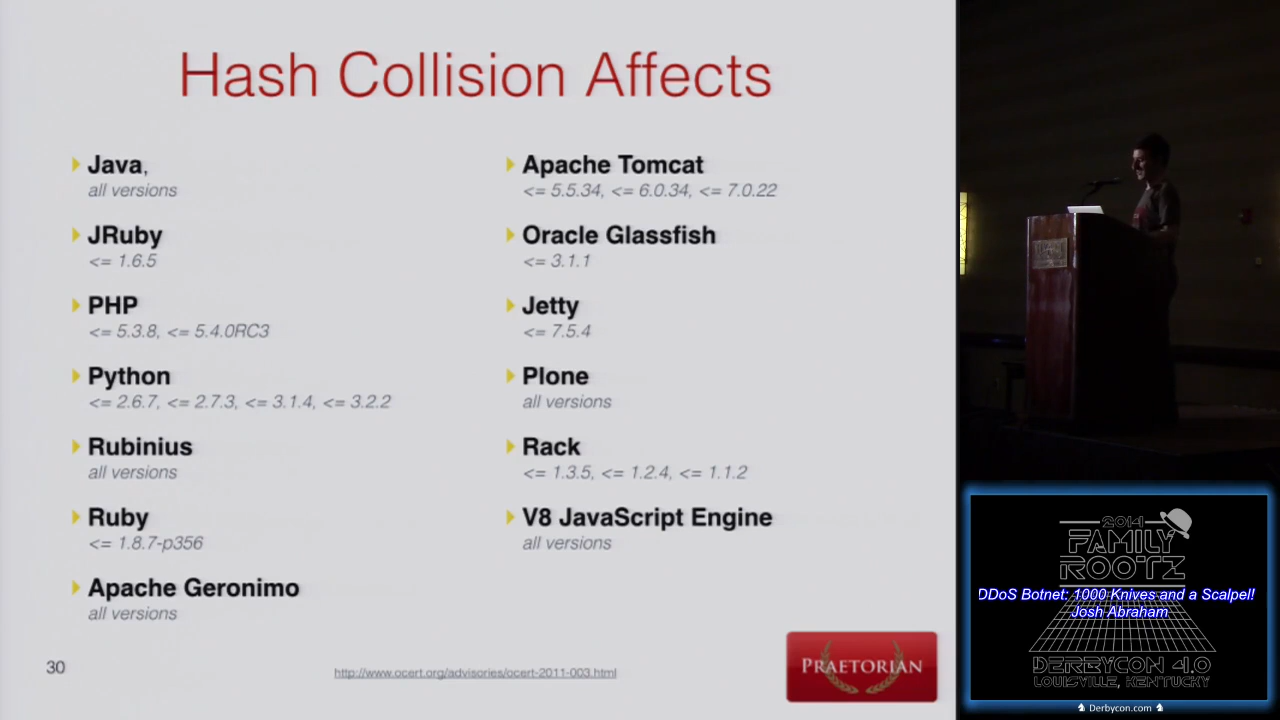 Hash Collision Affects
Java,
all versions
JRuby
<= 1.6.5
PHP
<= 5.3.8, <= 5.4.0RC3
Python
<= 2.6.7, <= 2.7.3, <= 3.1.4, <= 3.2.2
Rubinius
all versions
Ruby
<= 1.8.7-p356
Apache Geronimo
all versions
Apache Tomcat
<= 5.5.34, <= 6.0.34, <= 7.0.22
Oracle Glassfish
<= 3.1.1
Jetty
<= 7.5.4
Plone
all versions
Rack
<= 1.3.5, <= 1.2.4, <= 1.1.2
V8 JavaScript Engine
all versions
30
http://www.ocert.org/advisories/ocert-2011-003.html
PRAETORIAN
2014
FAMILY
ROOTZ
DDoS Botnet: 1000 Knives and a Scalpel!
Josh Abraham
DERBYCON 4.0
LOUISVILLE, KENTUCKY
Derbycon.com